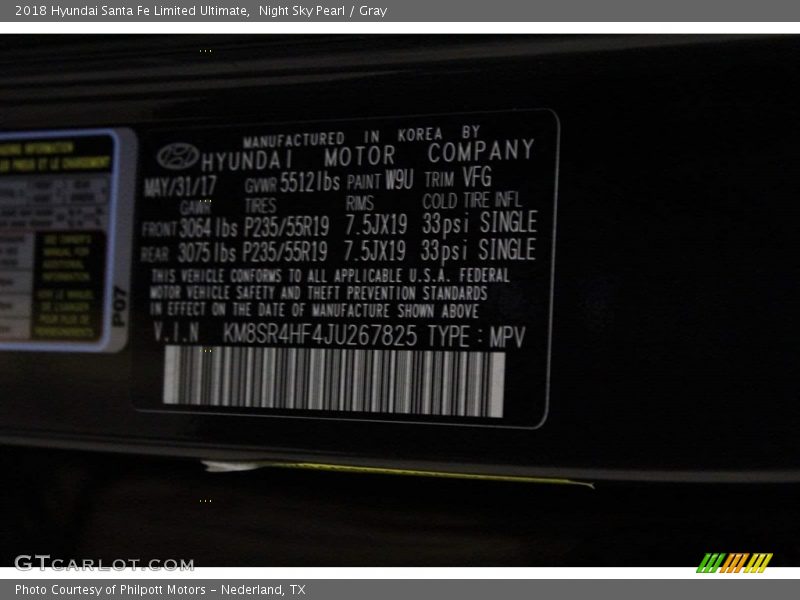 2018 Hyundai Santa Fe Limited Ultimate,  Night Sky Pearl / Gray
MANUFACTURED IN KOREA BY
HYUNDAI MOTOR COMPANY
MAY/31/17 GVWR 5512lbs PAINT W9U TRIM VFG
GAWR TIRES RIMS COLD TIRE INFL
FRONT 3064 lbs P235/55R19 7.5JX19 33psi SINGLE
REAR 3075 lbs P235/55R19 7.5JX19 33psi SINGLE
THIS VEHICLE CONFORMS TO ALL APPLICABLE U.S.A. FEDERAL
MOTOR VEHICLE SAFETY AND THEFT PREVENTION STANDARDS
IN EFFECT ON THE DATE OF MANUFACTURE SHOWN ABOVE
V.I.N KM8SR4HF4JU267825 TYPE : MPV
P07
GTCARLOT.COM
Photo Courtesy of Philpott Motors - Nederland, TX